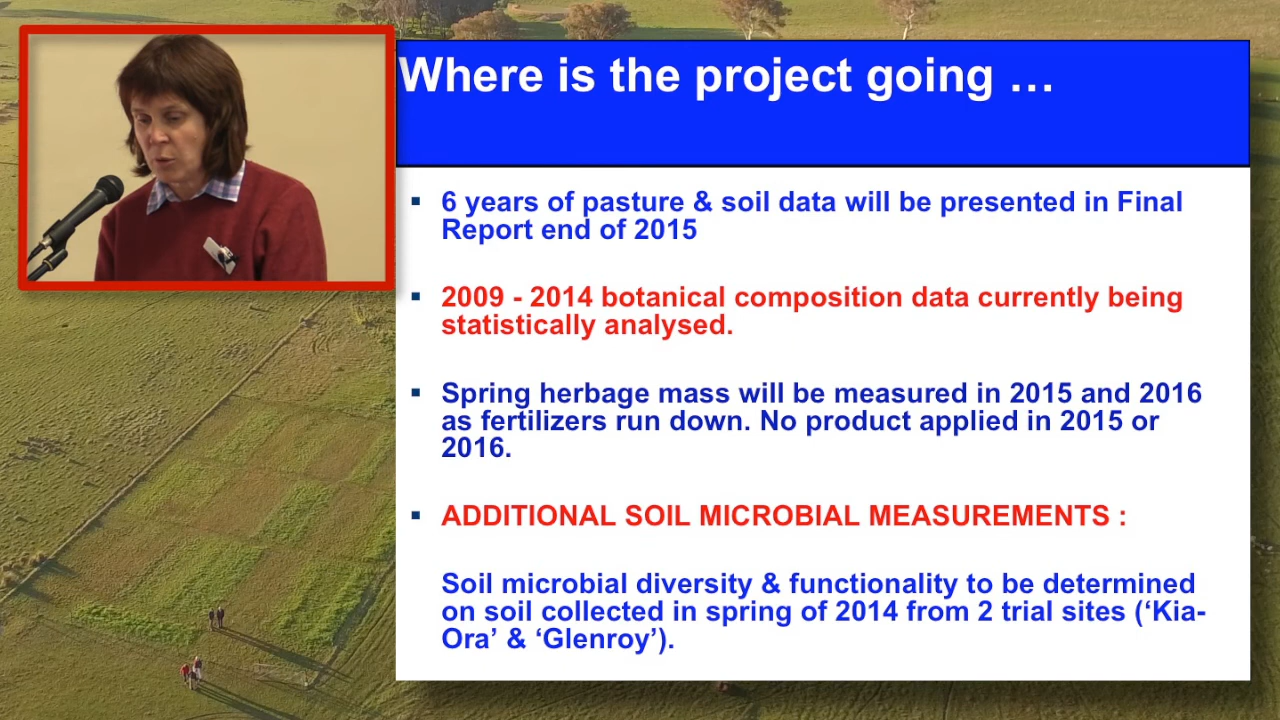 Where is the project going …
▪ 6 years of pasture & soil data will be presented in Final
Report end of 2015
▪ 2009 - 2014 botanical composition data currently being
statistically analysed.
▪ Spring herbage mass will be measured in 2015 and 2016
as fertilizers run down. No product applied in 2015 or
2016.
▪ ADDITIONAL SOIL MICROBIAL MEASUREMENTS :
Soil microbial diversity & functionality to be determined
on soil collected in spring of 2014 from 2 trial sites (‘Kia-
Ora’ & ‘Glenroy’).